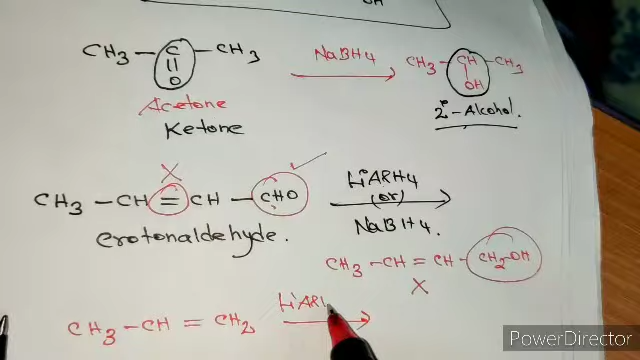 OH
CH3 — C — CH3 NaBH4 CH3 — CH — CH3
||
O OH
Acetone 2° - Alcohol.
Ketone
X
CH3 — CH = CH — CHO LiAlH4
(or)
Crotonaldehyde. NaBH4.
CH3 — CH = CH — CH2OH
X
CH3 — CH = CH2 LiAl
PowerDirector